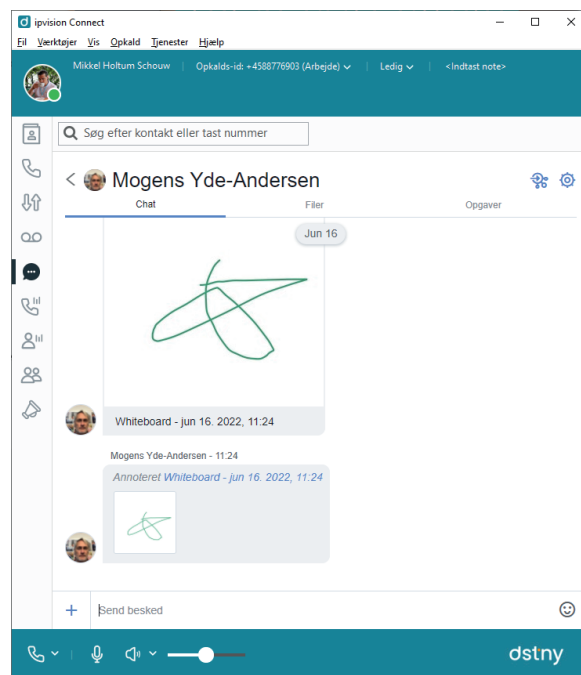 ipvision Connect
Fil Værktøjer Vis Opkald Tjenester Hjælp
Mikkel Holtum Schouw Opkalds-id: +4588776903 (Arbejde) Ledig <Indtast note>
Søg efter kontakt eller tast nummer
Mogens Yde-Andersen
Chat Filer Opgaver
Jun 16
Whiteboard - jun 16. 2022, 11:24
Mogens Yde-Andersen - 11:24
Annoteret Whiteboard - jun 16. 2022, 11:24
Send besked
dstny